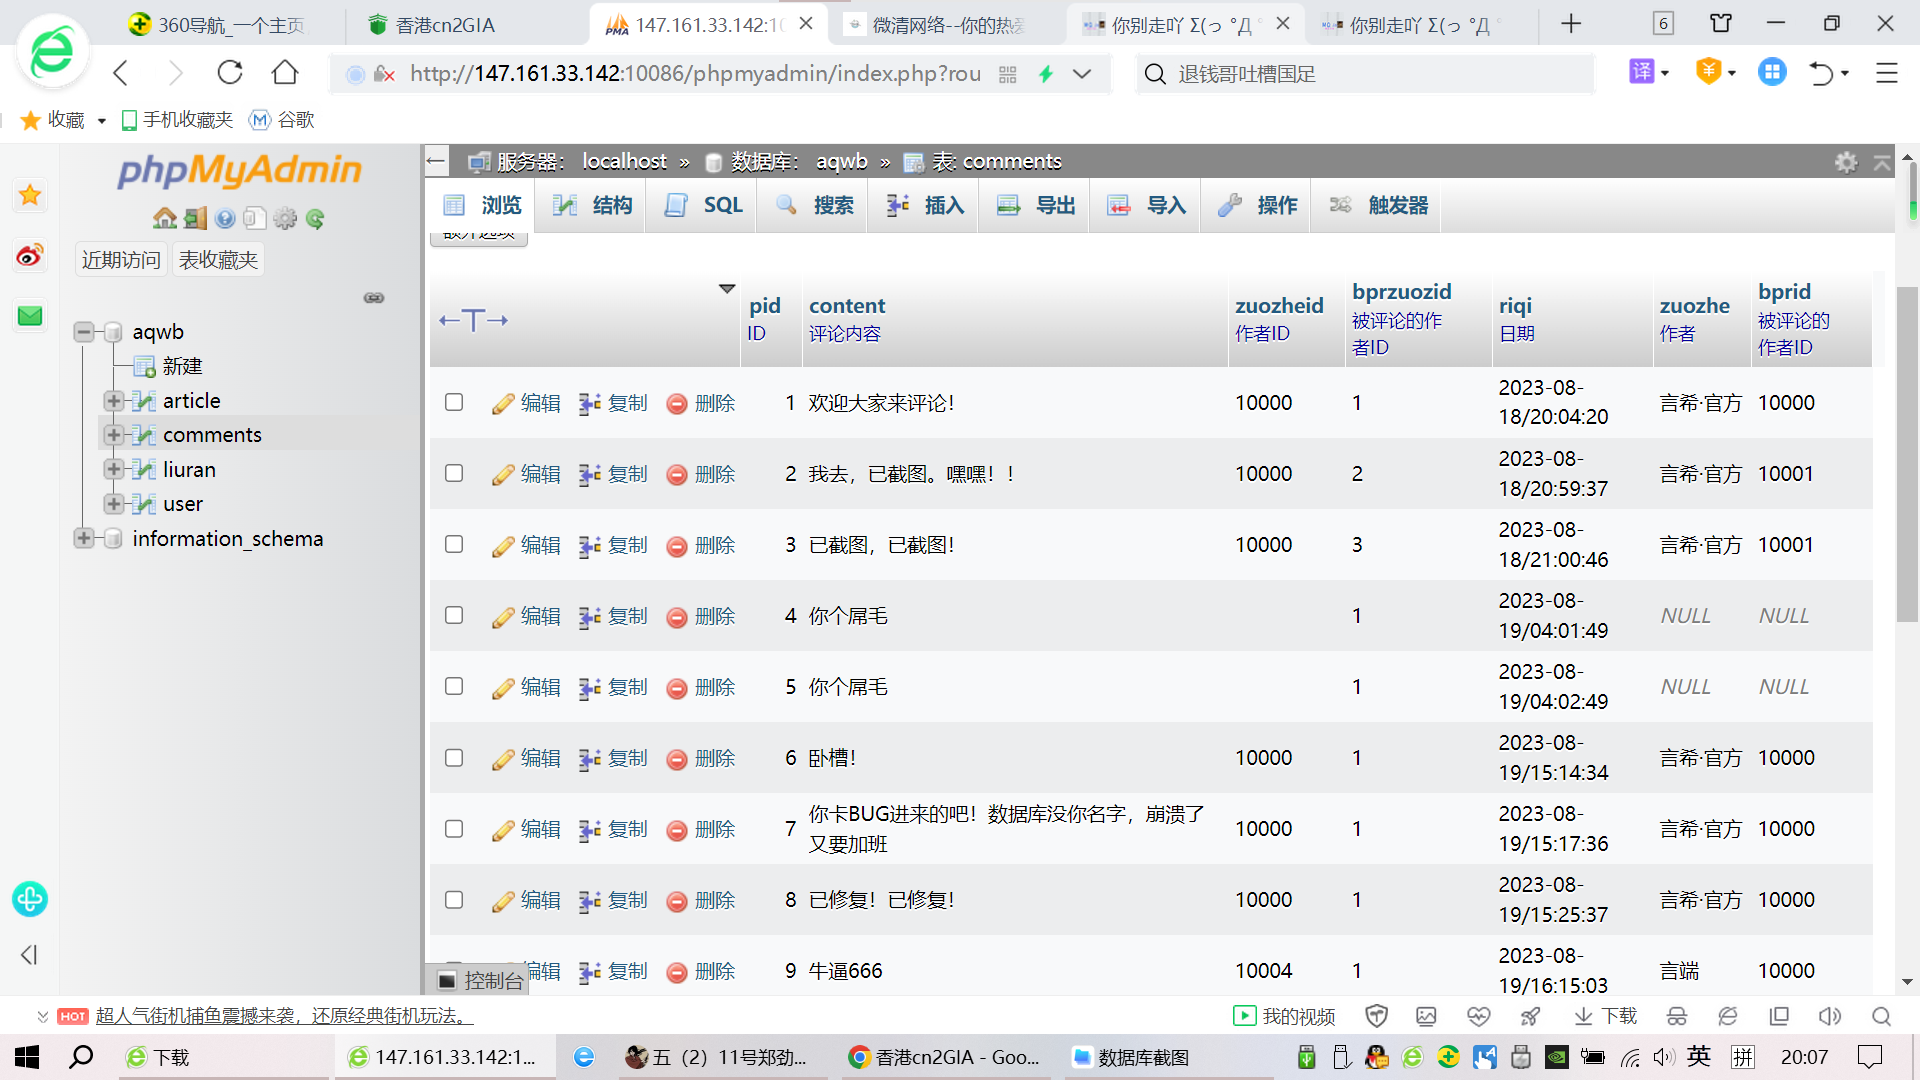 360导航_一个主页
香港cn2GIA
147.161.33.142:10
微清网络--你的热爱
你别走吖 Σ(っ °Д °
你别走吖 Σ(っ °Д °
6
http://147.161.33.142:10086/phpmyadmin/index.php?rou
退钱哥吐槽国足
译
收藏
手机收藏夹
谷歌
phpMyAdmin
近期访问
表收藏夹
aqwb
新建
article
comments
liuran
user
information_schema
服务器: localhost » 数据库: aqwb » 表: comments
浏览 结构 SQL 搜索 插入 导出 导入 操作 触发器
额外选项
←T→
pid ID
content 评论内容
zuozheid 作者ID
bprzuozid 被评论的作者ID
riqi 日期
zuozhe 作者
bprid 被评论的作者ID
编辑 复制 删除 1 欢迎大家来评论! 10000 1 2023-08-18/20:04:20 言希·官方 10000
编辑 复制 删除 2 我去，已截图。嘿嘿！！ 10000 2 2023-08-18/20:59:37 言希·官方 10001
编辑 复制 删除 3 已截图，已截图! 10000 3 2023-08-18/21:00:46 言希·官方 10001
编辑 复制 删除 4 你个屌毛 1 2023-08-19/04:01:49 NULL NULL
编辑 复制 删除 5 你个屌毛 1 2023-08-19/04:02:49 NULL NULL
编辑 复制 删除 6 卧槽! 10000 1 2023-08-19/15:14:34 言希·官方 10000
编辑 复制 删除 7 你卡BUG进来的吧！数据库没你名字，崩溃了又要加班 10000 1 2023-08-19/15:17:36 言希·官方 10000
编辑 复制 删除 8 已修复！已修复! 10000 1 2023-08-19/15:25:37 言希·官方 10000
编辑 复制 删除 9 牛逼666 10004 1 2023-08-19/16:15:03 言端 10000
控制台
HOT 超人气街机捕鱼震撼来袭，还原经典街机玩法。
我的视频
下载
下载
147.161.33.142:1...
五（2）11号郑劲...
香港cn2GIA - Goo...
数据库截图
英
拼
20:07